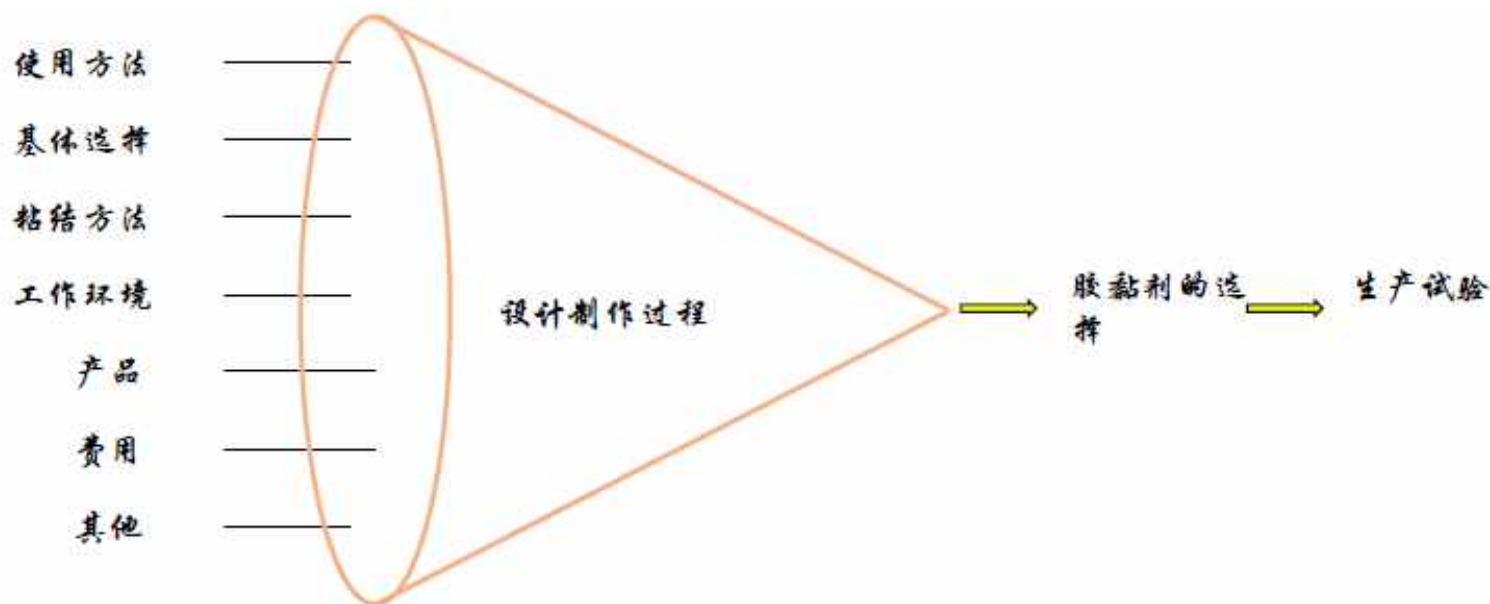 使用方法
基体选择
粘结方法
工作环境
产品
费用
其他
设计制作过程
胶黏剂的选
择
生产试验